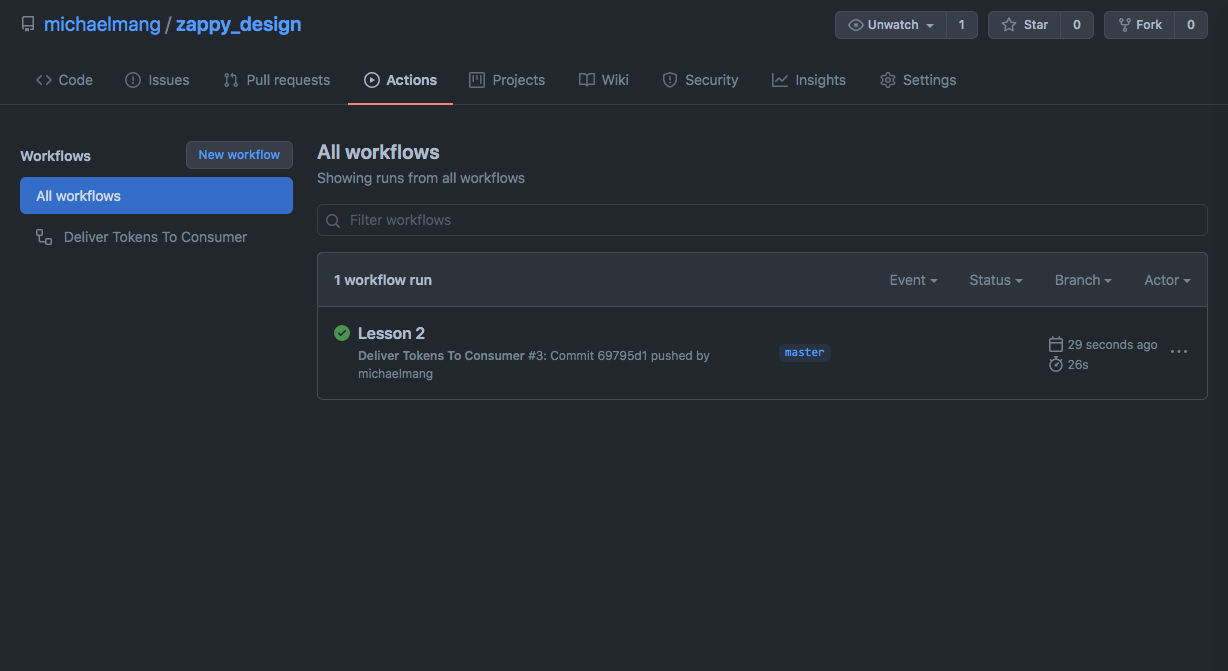 michaelmang / zappy_design
Unwatch 1 Star 0 Fork 0
Code Issues Pull requests Actions Projects Wiki Security Insights Settings
Workflows
New workflow
All workflows
Deliver Tokens To Consumer
All workflows
Showing runs from all workflows
Filter workflows
1 workflow run Event Status Branch Actor
Lesson 2
Deliver Tokens To Consumer #3: Commit 69795d1 pushed by
michaelmang
master
29 seconds ago
26s